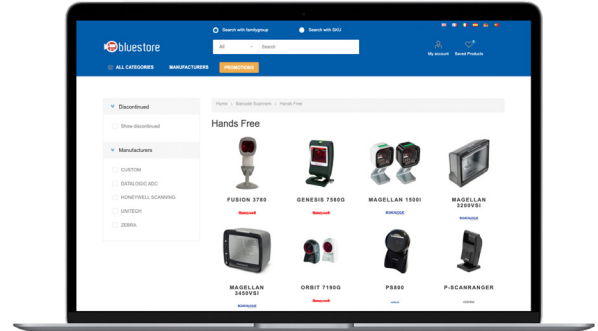 Search with familygroup
Search with SKU
bluestore
All
Search
My account
Saved Products
ALL CATEGORIES
MANUFACTURERS
PROMOTIONS
Home
Barcode Scanners
Hands Free
Discontinued
Show discontinued
Manufacturers
CUSTOM
DATALOGIC ADC
HONEYWELL SCANNING
UNITECH
ZEBRA
Hands Free
FUSION 3780
Honeywell
GENESIS 7580G
Honeywell
MAGELLAN 1500I
DATALOGIC
MAGELLAN
3200VSI
DATALOGIC
MAGELLAN
3450VSI
DATALOGIC
ORBIT 7190G
Honeywell
PS800
P-SCANRANGER